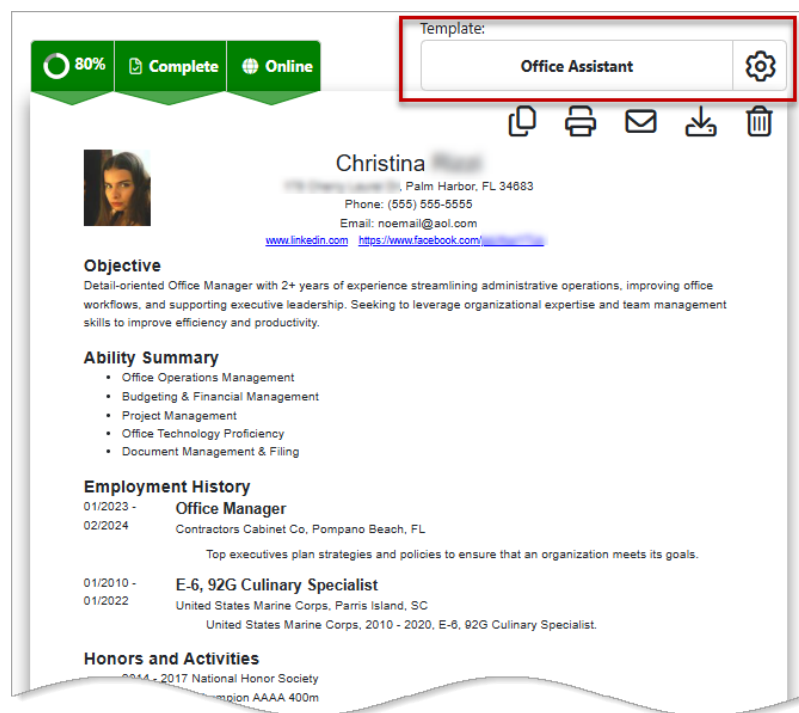 Template:
80% Complete Online
Office Assistant
Christina
, Palm Harbor, FL 34683
Phone: (555) 555-5555
Email: noemail@aol.com
www.linkedin.com https://www.facebook.com/
Objective
Detail-oriented Office Manager with 2+ years of experience streamlining administrative operations, improving office
workflows, and supporting executive leadership. Seeking to leverage organizational expertise and team management
skills to improve efficiency and productivity.
Ability Summary
• Office Operations Management
• Budgeting & Financial Management
• Project Management
• Office Technology Proficiency
• Document Management & Filing
Employment History
01/2023 - Office Manager
02/2024 Contractors Cabinet Co, Pompano Beach, FL
Top executives plan strategies and policies to ensure that an organization meets its goals.
01/2010 - E-6, 92G Culinary Specialist
01/2022 United States Marine Corps, Parris Island, SC
United States Marine Corps, 2010 - 2020, E-6, 92G Culinary Specialist.
Honors and Activities
2014 - 2017 National Honor Society
AAAA 400m